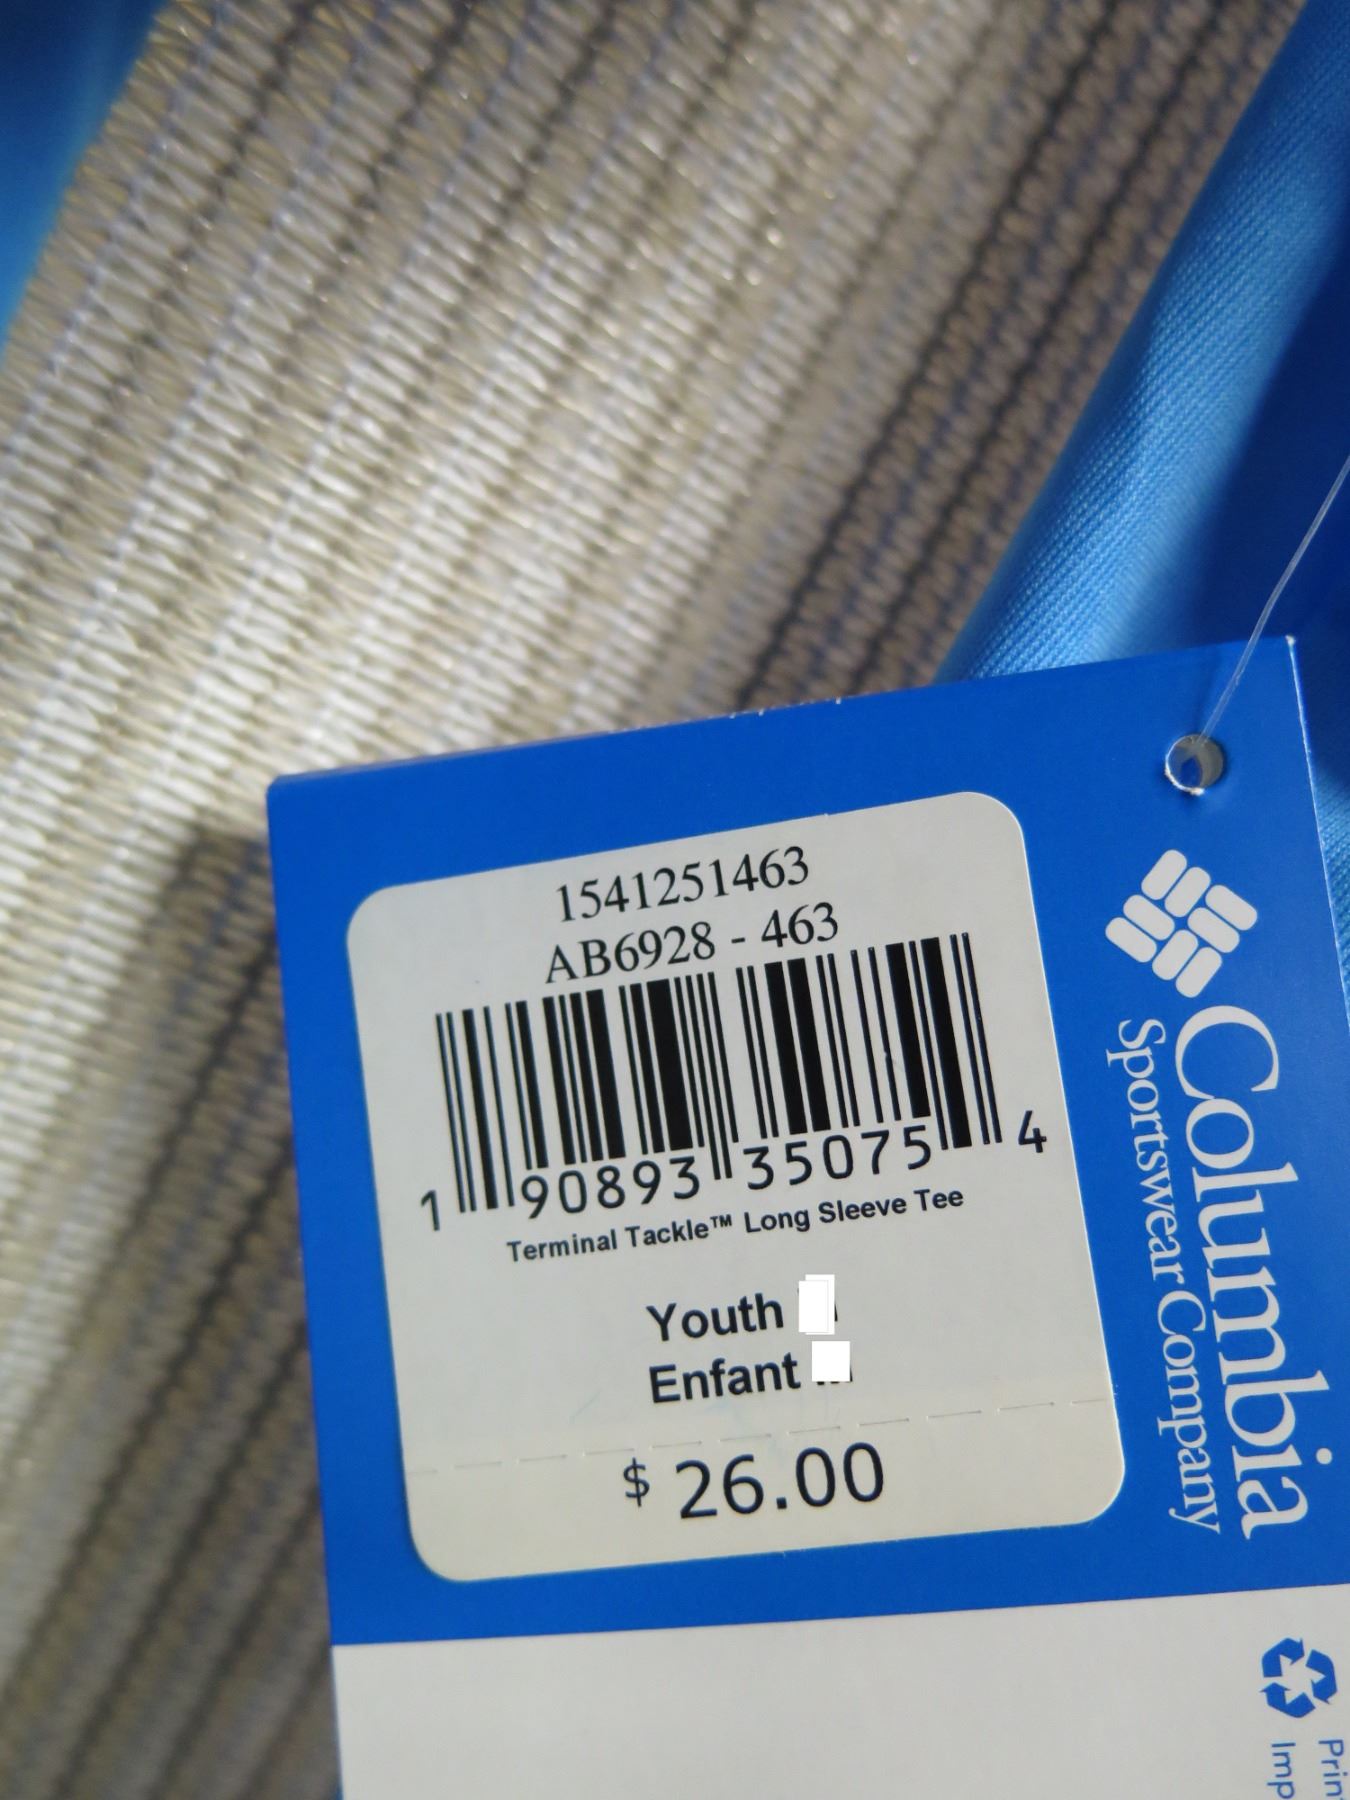 1541251463
AB6928 - 463
1 90893 35075 4
Terminal Tackle™ Long Sleeve Tee
Youth
Enfant
$ 26.00
Columbia
Sportswear Company